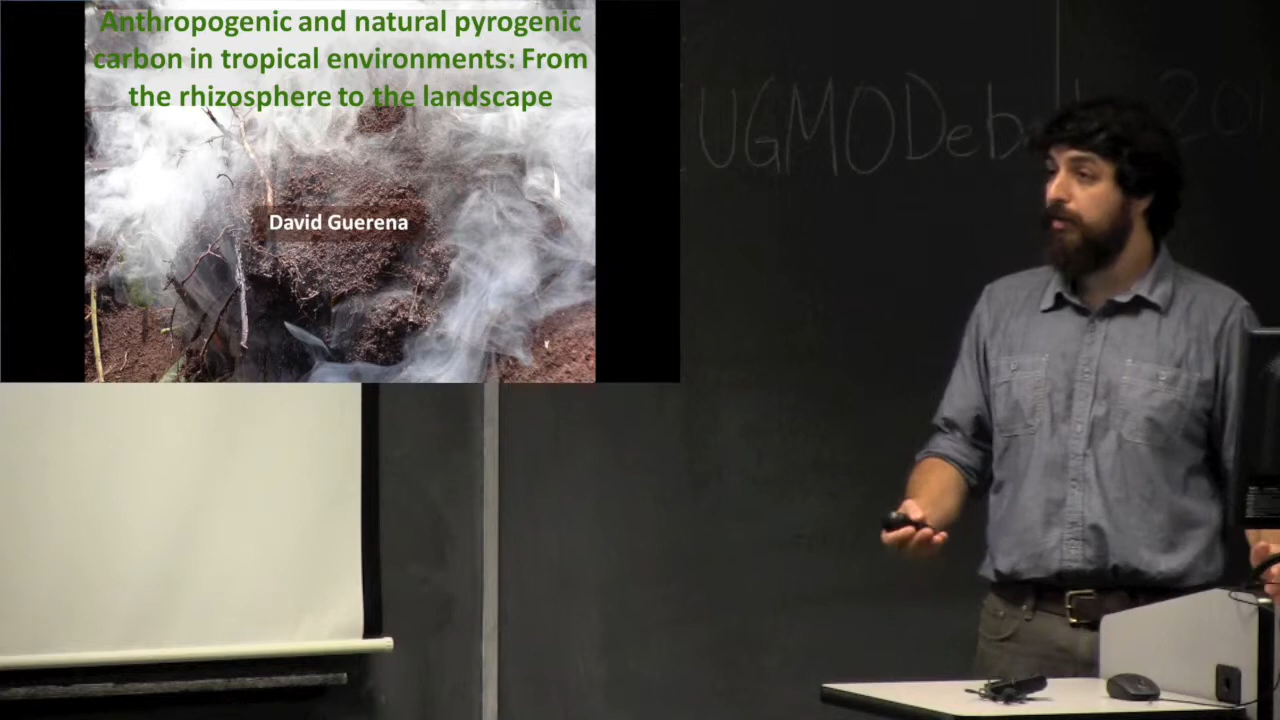 Anthropogenic and natural pyrogenic
carbon in tropical environments: From
the rhizosphere to the landscape
David Guerena
UGMODeb